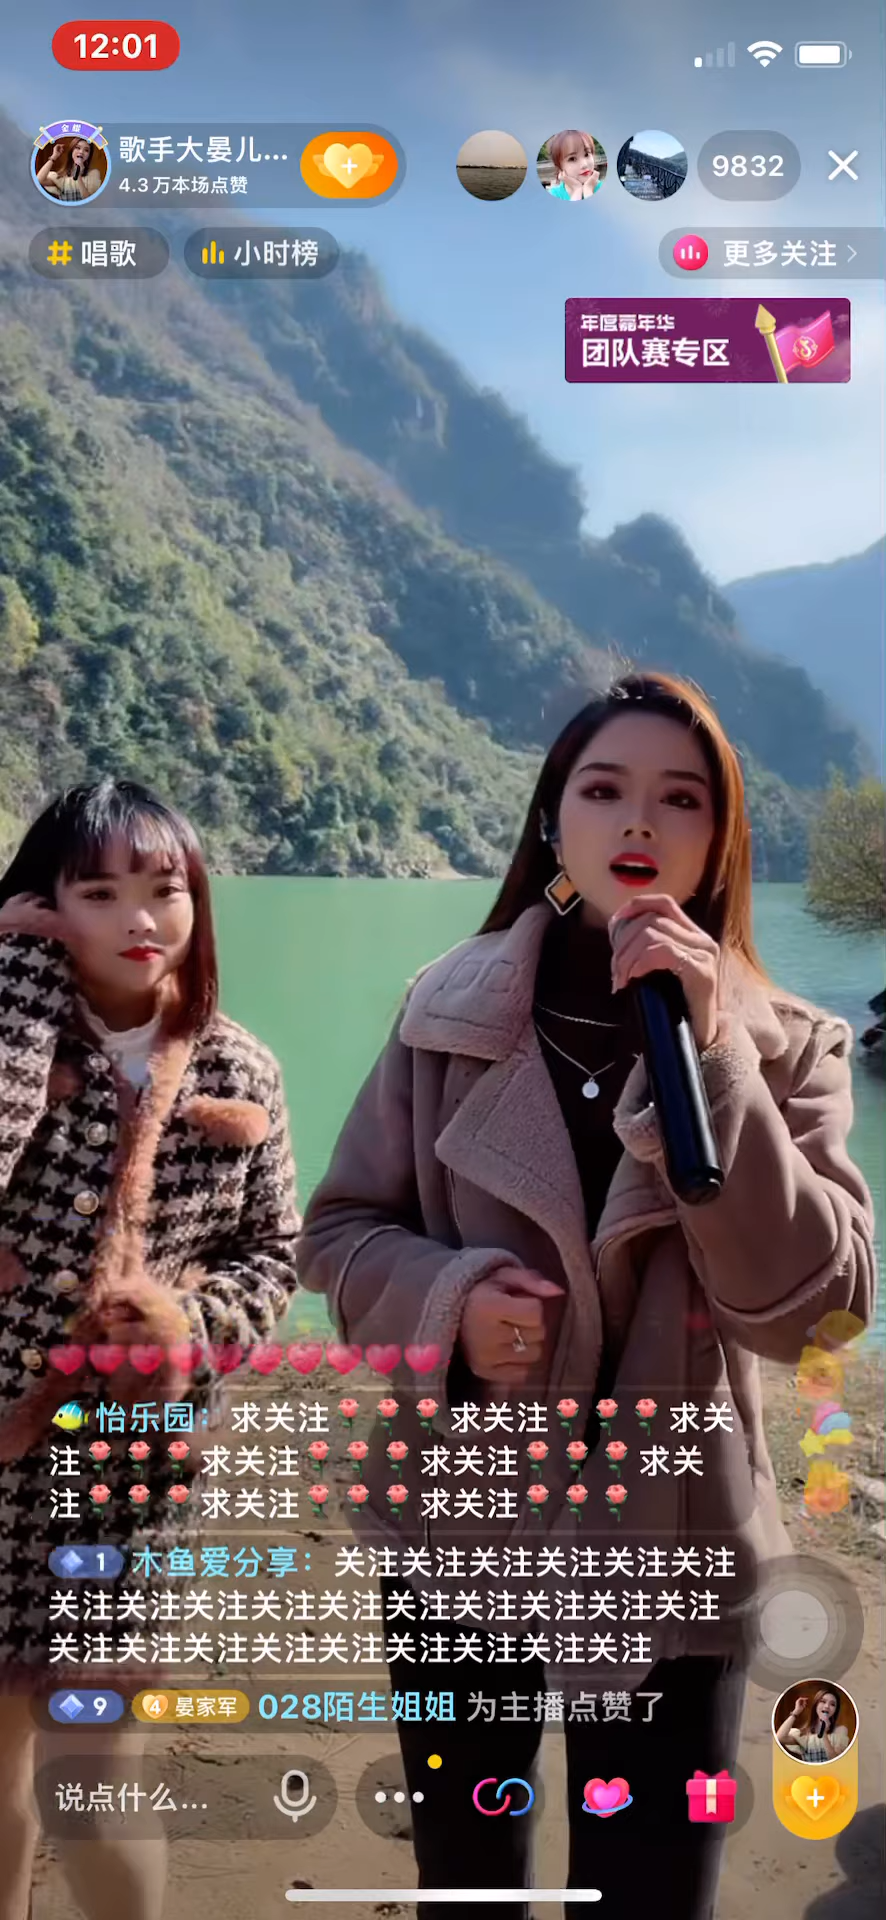 12:01
全耀
歌手大晏儿...
4.3万本场点赞
9832
唱歌
小时榜
更多关注
年度嘉年华
团队赛专区
怡乐园：求关注🌹🌹🌹求关注🌹🌹🌹求关
注🌹🌹🌹求关注🌹🌹🌹求关注🌹🌹🌹求关
注🌹🌹🌹求关注🌹🌹🌹求关注🌹🌹🌹
1 木鱼爱分享：关注关注关注关注关注关注
关注关注关注关注关注关注关注关注关注关注
关注关注关注关注关注关注关注关注关注
9 4 晏家军 028陌生姐姐 为主播点赞了
说点什么...